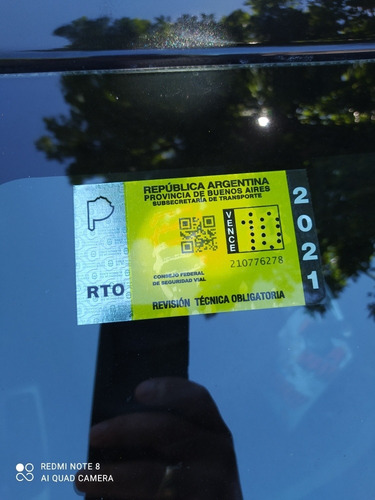 REPÚBLICA ARGENTINA
PROVINCIA DE BUENOS AIRES
SUBSECRETARÍA DE TRANSPORTE
VENCE
210776278
2021
CONSEJO FEDERAL
DE SEGURIDAD VIAL
RTO
REVISIÓN TÉCNICA OBLIGATORIA
REDMI NOTE 8
AI QUAD CAMERA